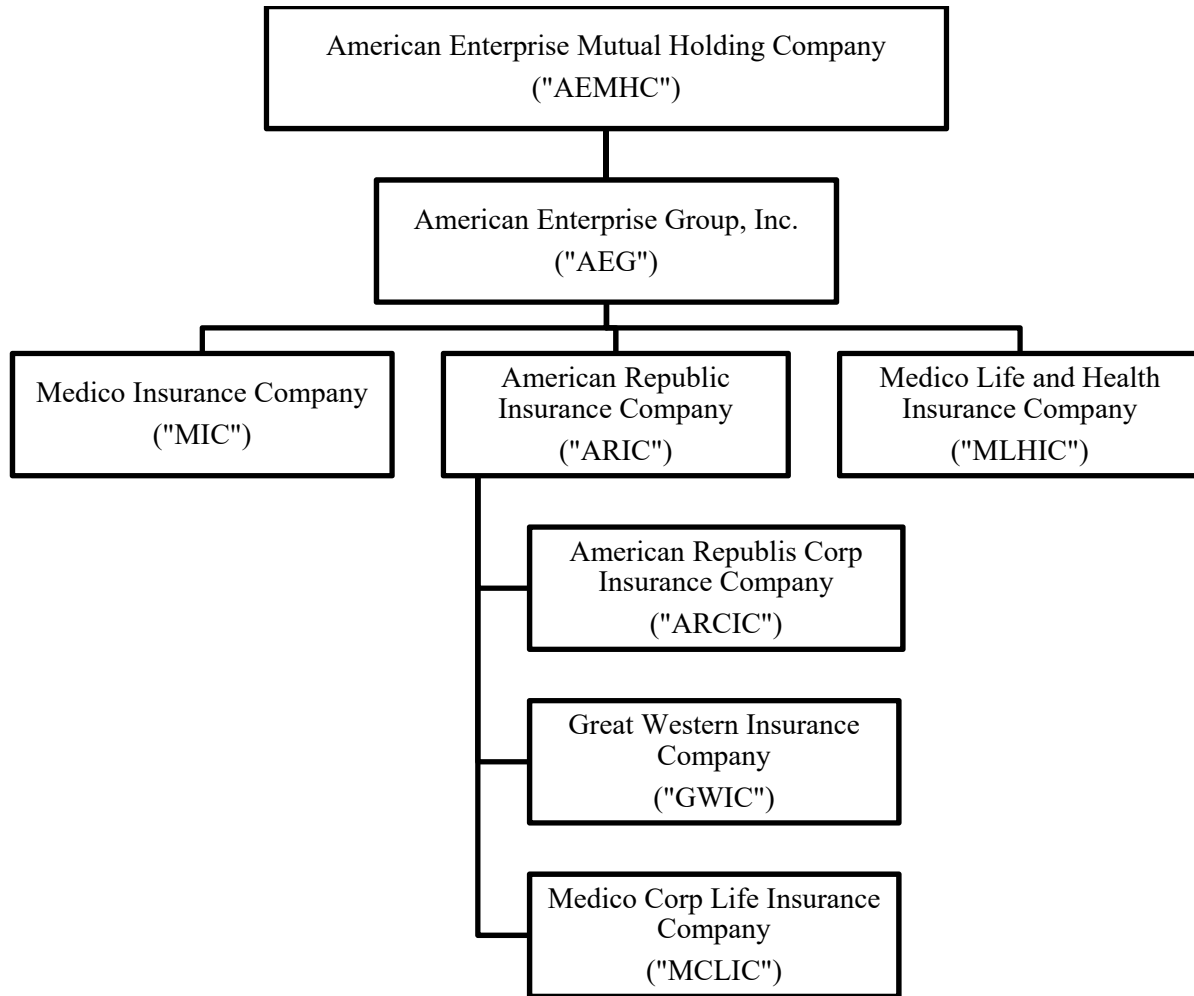 American Enterprise Mutual Holding Company
("AEMHC")
American Enterprise Group, Inc.
("AEG")
Medico Insurance Company
("MIC")
American Republic
Insurance Company
("ARIC")
Medico Life and Health
Insurance Company
("MLHIC")
American Republis Corp
Insurance Company
("ARCIC")
Great Western Insurance
Company
("GWIC")
Medico Corp Life Insurance
Company
("MCLIC")